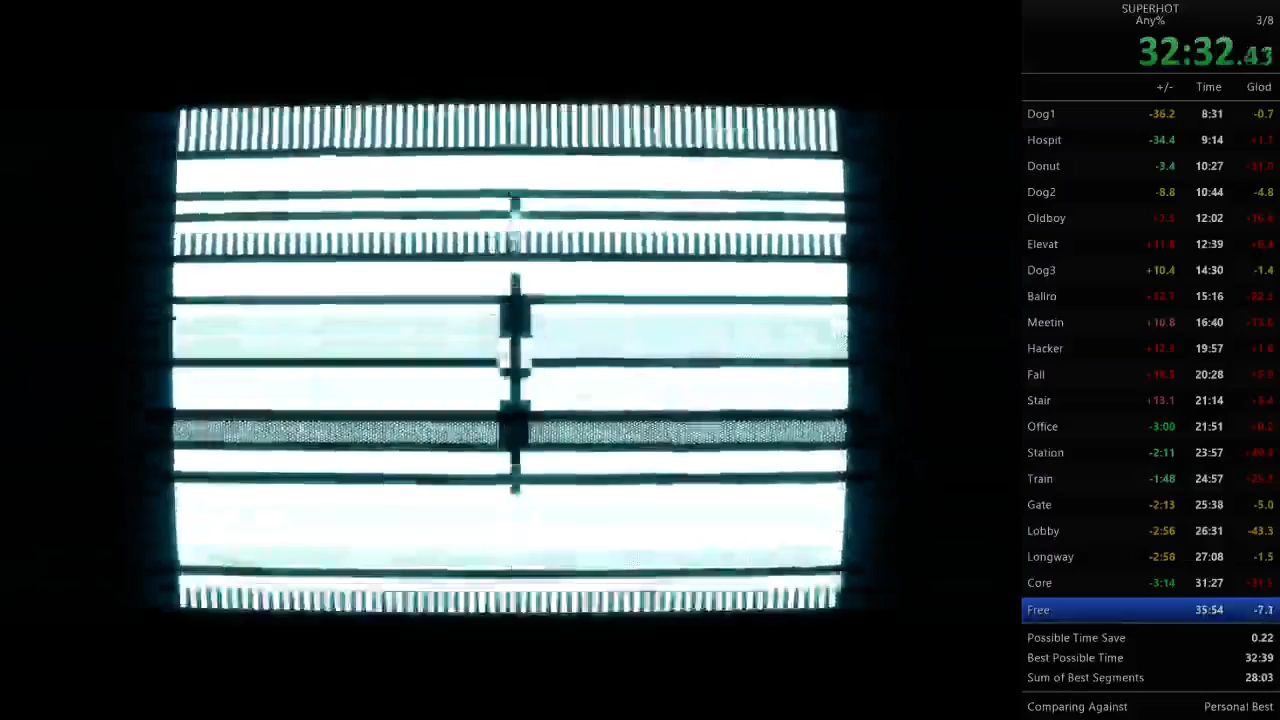 SUPERHOT
Any% 3/8
32:32.43
+/- Time Glod
Dog1 -36.2 8:31 -0.7
Hospit -34.4 9:14
Donut -3.4 10:27
Dog2 -8.8 10:44 -4.8
Oldboy 12:02
Elevat 12:39
Dog3 +10.4 14:30 -1.4
Ballro 15:16
Meetin +10.8 16:40
Hacker 19:57
Fall 20:28
Stair +13.1 21:14
Office -3:00 21:51
Station -2:11 23:57
Train -1:48 24:57
Gate -2:13 25:38 -5.0
Lobby -2:56 26:31 -43.3
Longway 27:08 -1.5
Core -3:14 31:27
Free 35:54
Possible Time Save 0.22
Best Possible Time 32:39
Sum of Best Segments 28:03
Comparing Against Personal Best